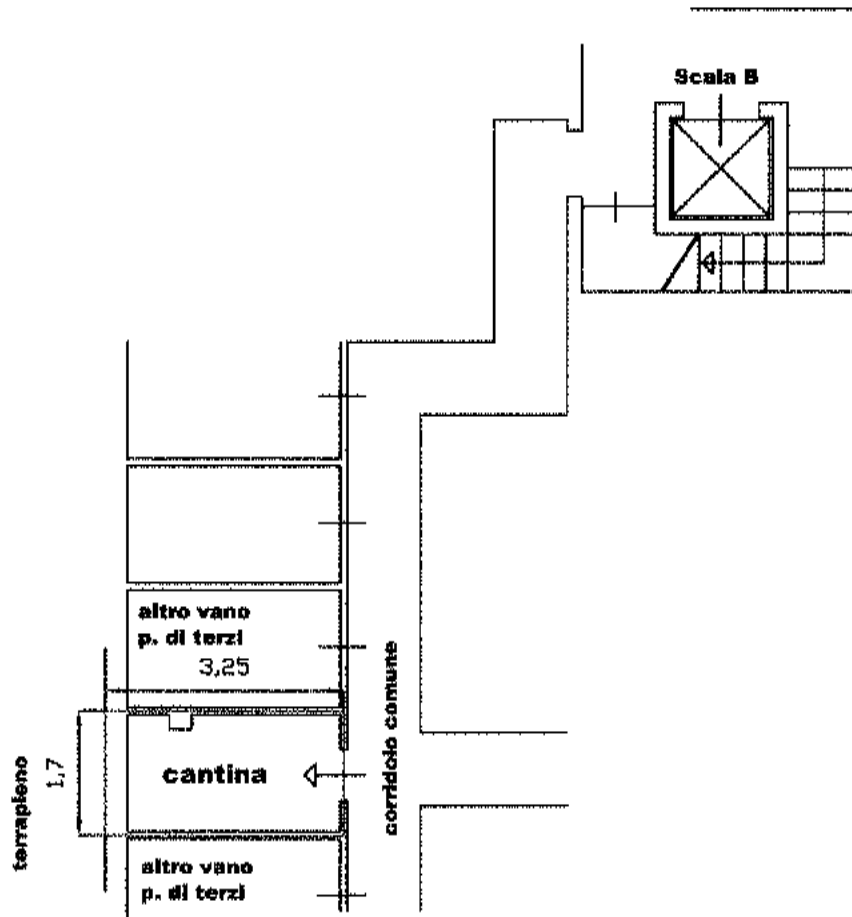 Scala B
altro vano
p. di terzi
3,25
corridoio comune
terrapieno
1,7
cantina
altro vano
p. di terzi